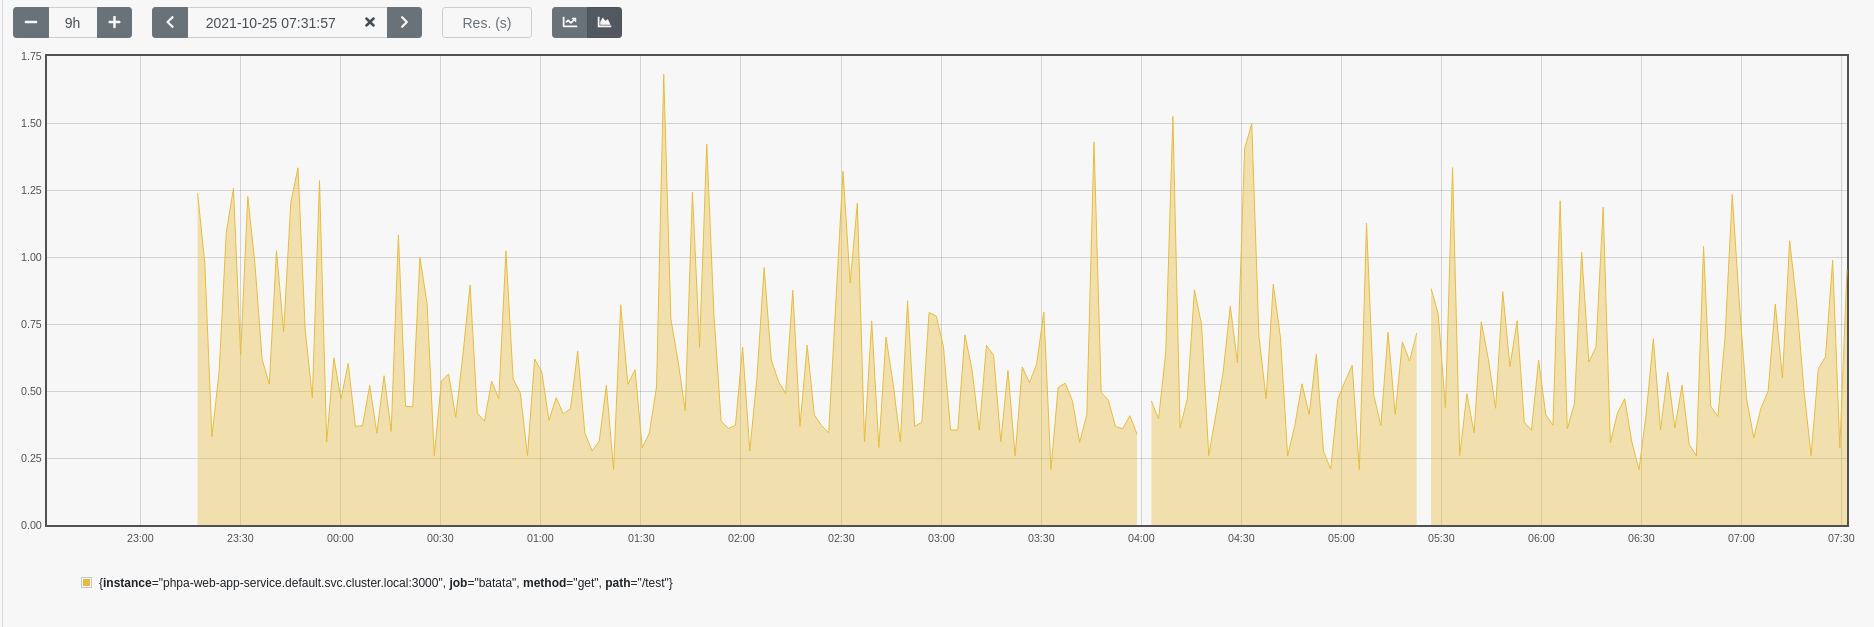 9h 2021-10-25 07:31:57 Res. (s)
1.75
1.50
1.25
1.00
0.75
0.50
0.25
0.00
23:00 23:30 00:00 00:30 01:00 01:30 02:00 02:30 03:00 03:30 04:00 04:30 05:00 05:30 06:00 06:30 07:00 07:30
{instance="phpa-web-app-service.default.svc.cluster.local:3000", job="batata", method="get", path="/test"}